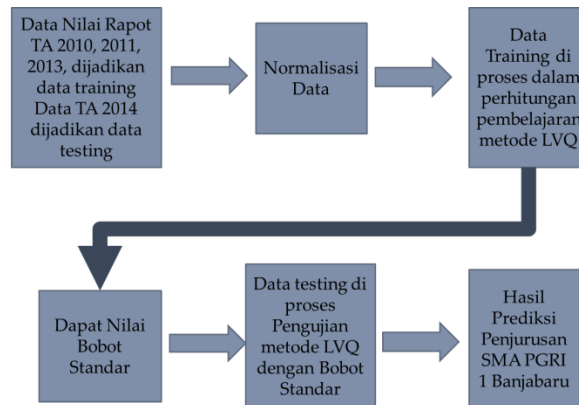 Data Nilai Rapot
TA 2010, 2011,
2013, dijadikan
data training
Data TA 2014
dijadikan data
testing
Normalisasi
Data
Data
Training di
proses dalam
perhitungan
pembelajaran
metode LVQ
Dapat Nilai
Bobot
Standar
Data testing di
proses
Pengujian
metode LVQ
dengan Bobot
Standar
Hasil
Prediksi
Penjurusan
SMA PGRI
1 Banjabaru